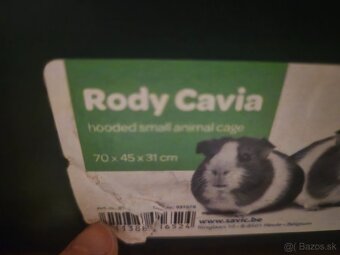 Rody Cavia
hooded small animal cage
70 x 45 x 31 cm
www.savic.be
Bazos.sk